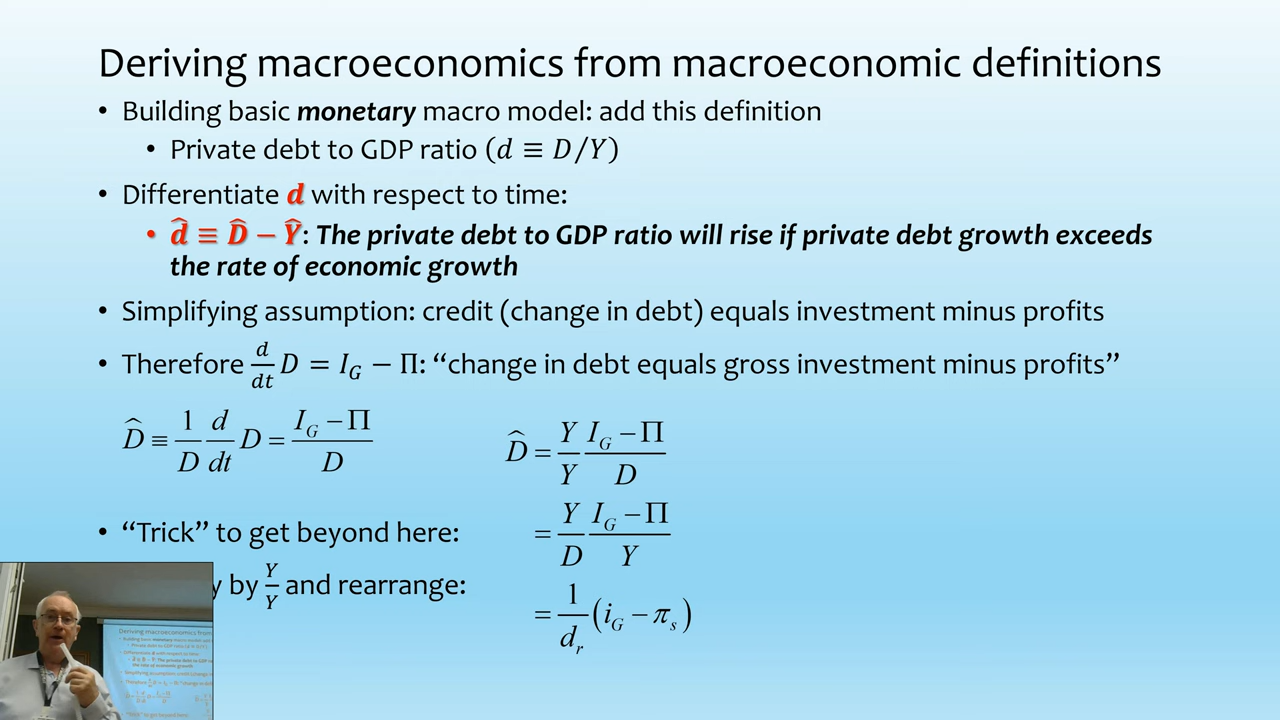 Deriving macroeconomics from macroeconomic definitions
• Building basic monetary macro model: add this definition
• Private debt to GDP ratio (d ≡ D/Y)
• Differentiate d with respect to time:
• d̂ ≡ D̂ − Ŷ: The private debt to GDP ratio will rise if private debt growth exceeds
the rate of economic growth
• Simplifying assumption: credit (change in debt) equals investment minus profits
• Therefore d/dt D = I_G − Π: “change in debt equals gross investment minus profits”
D̂ ≡ 1/D d/dt D = (I_G − Π)/D
D̂ = Y/Y (I_G − Π)/D
= Y/D (I_G − Π)/Y
= 1/d_r (i_G − π_s)
• “Trick” to get beyond here:
by Y/Y and rearrange:
Deriving macroeconomics from